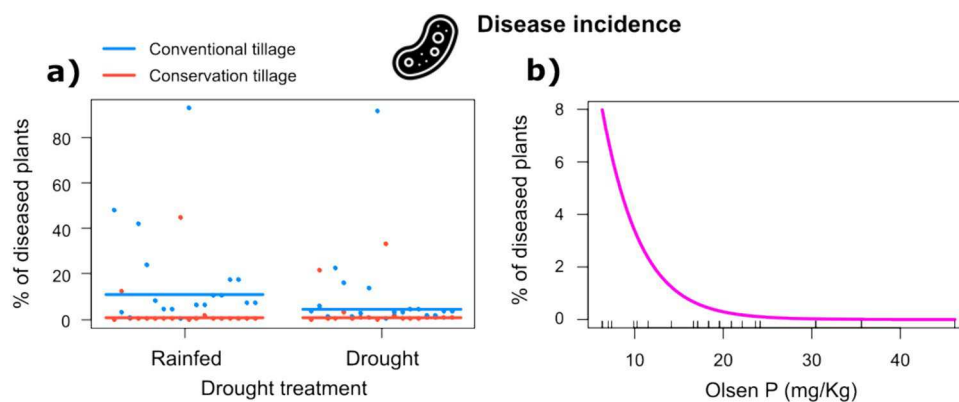 Disease incidence
Conventional tillage
Conservation tillage
a)
% of diseased plants
80
60
40
20
0
Rainfed
Drought
Drought treatment
b)
% of diseased plants
8
6
4
2
0
10
20
30
40
Olsen P (mg/Kg)